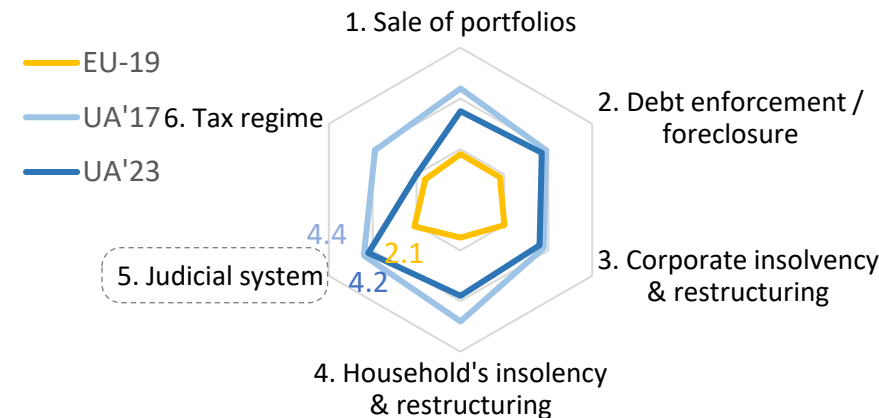 1. Sale of portfolios
EU-19
UA'17
UA'23
6. Tax regime
2. Debt enforcement /
foreclosure
4.4
2.1
4.2
5. Judicial system
3. Corporate insolvency
& restructuring
4. Household's insolency
& restructuring